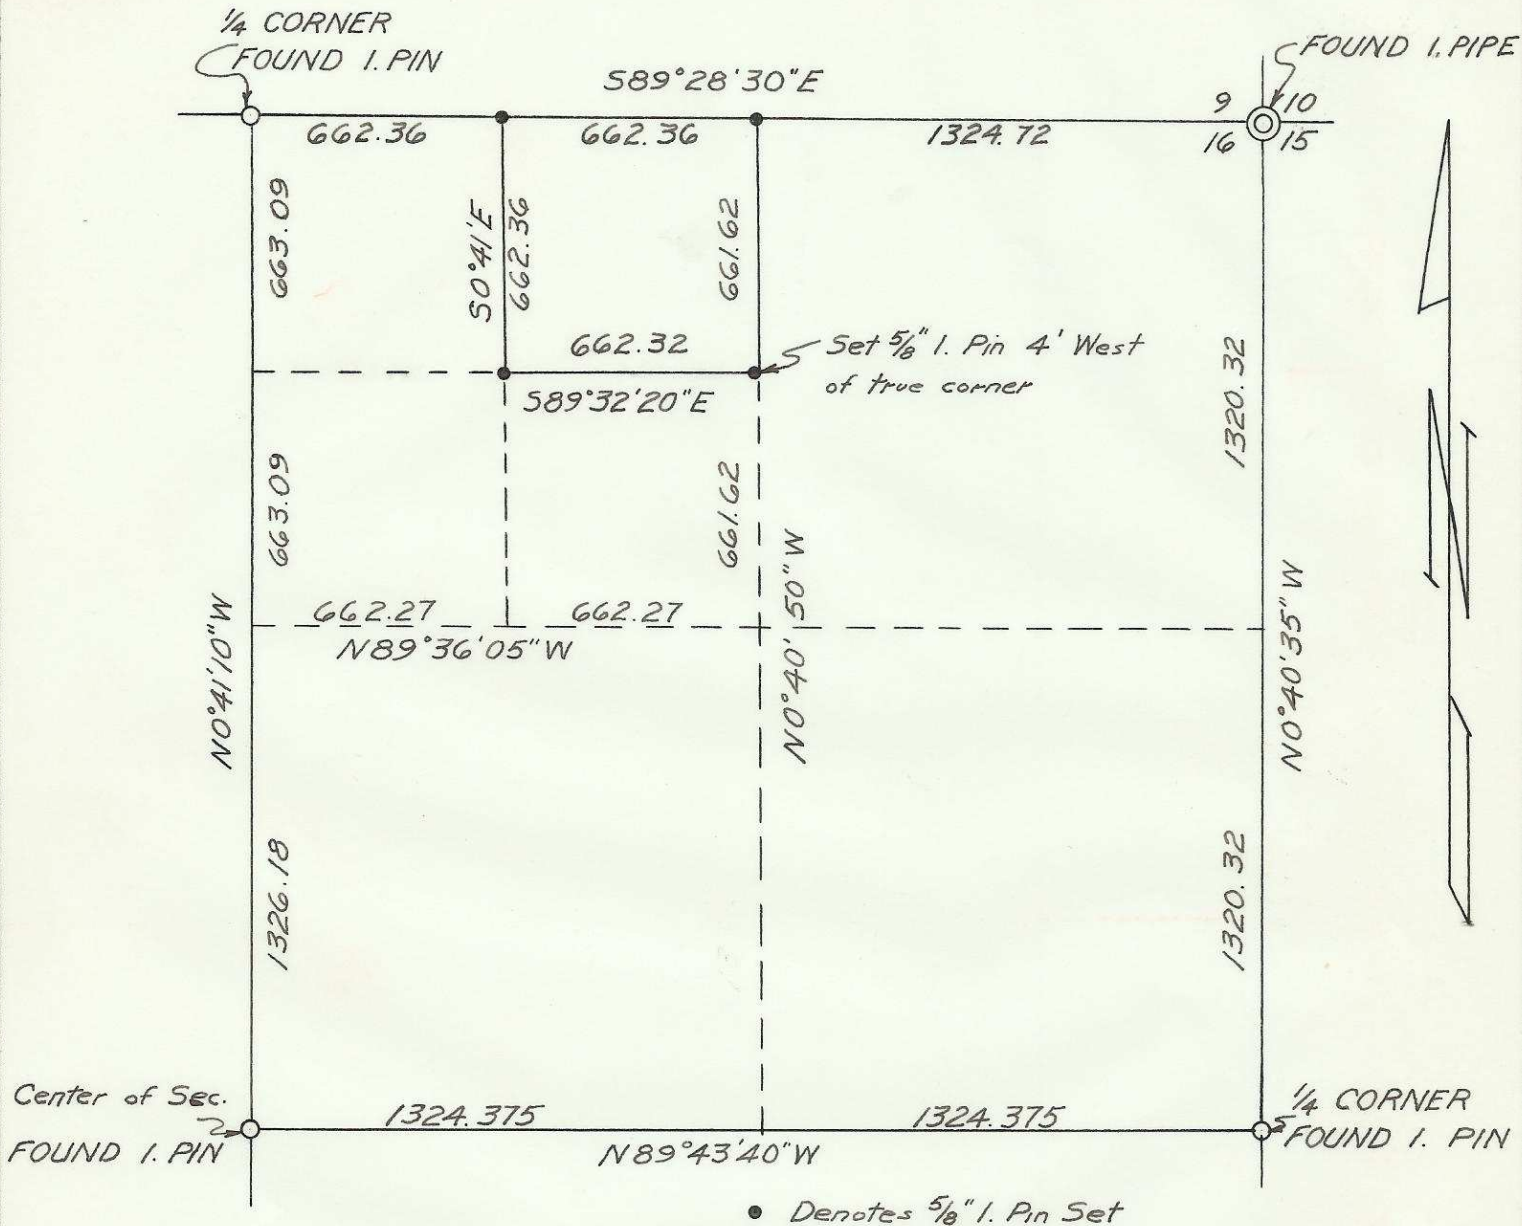 ¼ CORNER
FOUND I. PIN
S89°28'30"E
FOUND I. PIPE
9
10
16
15
662.36
662.36
1324.72
663.09
S0°41'E
662.36
661.62
662.32
S89°32'20"E
Set ⅝" I. Pin 4' West
of true corner
1320.32
663.09
661.62
662.27
662.27
N89°36'05"W
N0°41'10"W
N0°40'50"W
N0°40'35"W
1326.18
1320.32
Center of Sec.
FOUND I. PIN
1324.375
1324.375
N89°43'40"W
¼ CORNER
FOUND I. PIN
Denotes ⅝" I. Pin Set